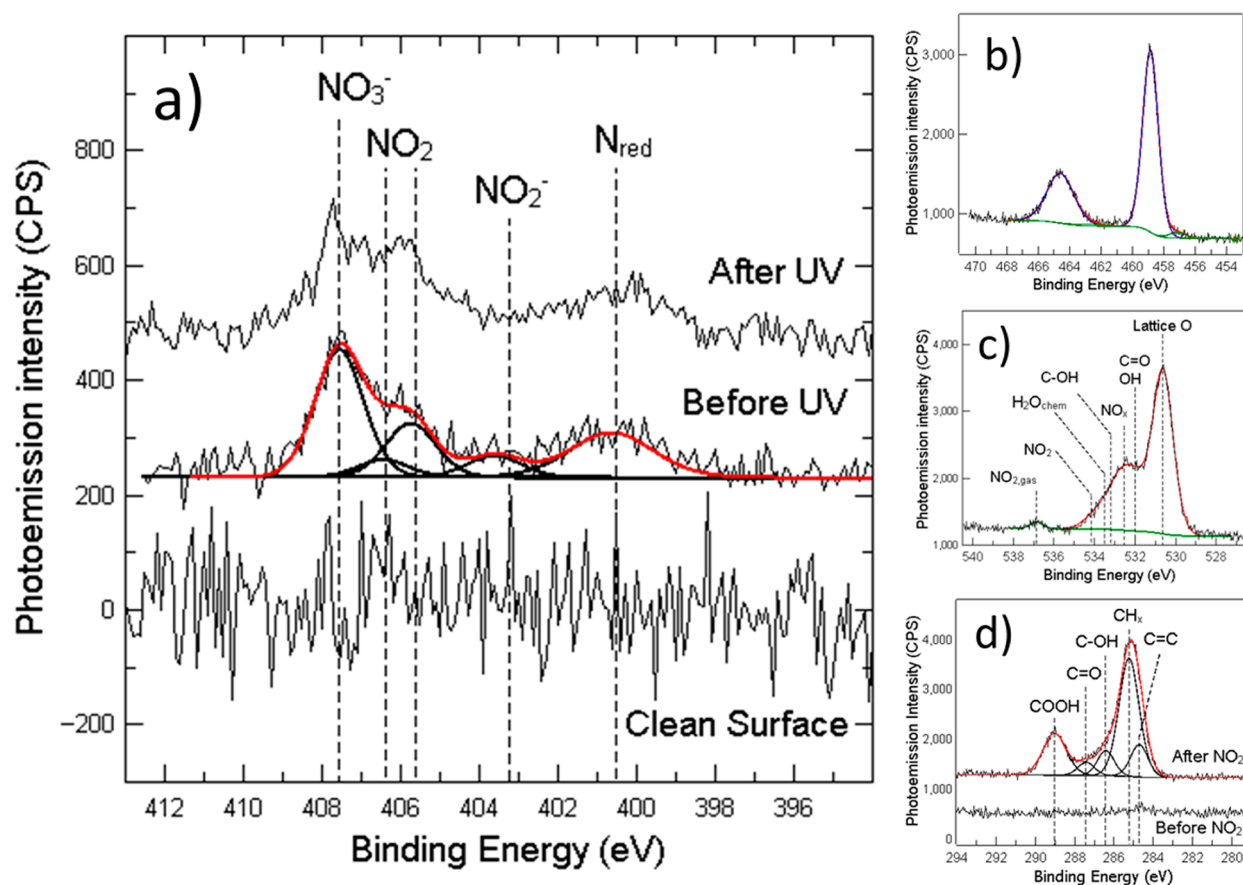 a)
NO₃⁻
NO₂
NO₂⁻
Nred
After UV
Before UV
Clean Surface
Photoemission intensity (CPS)
800
600
400
200
0
−200
412 410 408 406 404 402 400 398 396
Binding Energy (eV)
b)
Photoemission intensity (CPS)
3,000
2,000
1,000
470 468 466 464 462 460 458 456 454
Binding Energy (eV)
c)
Lattice O
C=O
OH
C-OH
NOₓ
H₂Ochem
NO₂
NO₂,gas
Photoemission intensity (CPS)
4,000
3,000
2,000
1,000
540 538 536 534 532 530 528
Binding Energy (eV)
d)
CHₓ
C-OH
C=C
C=O
COOH
After NO₂
Before NO₂
Photoemission Intensity (CPS)
4,000
3,000
2,000
1,000
0
294 292 290 288 286 284 282 280
Binding Energy (eV)